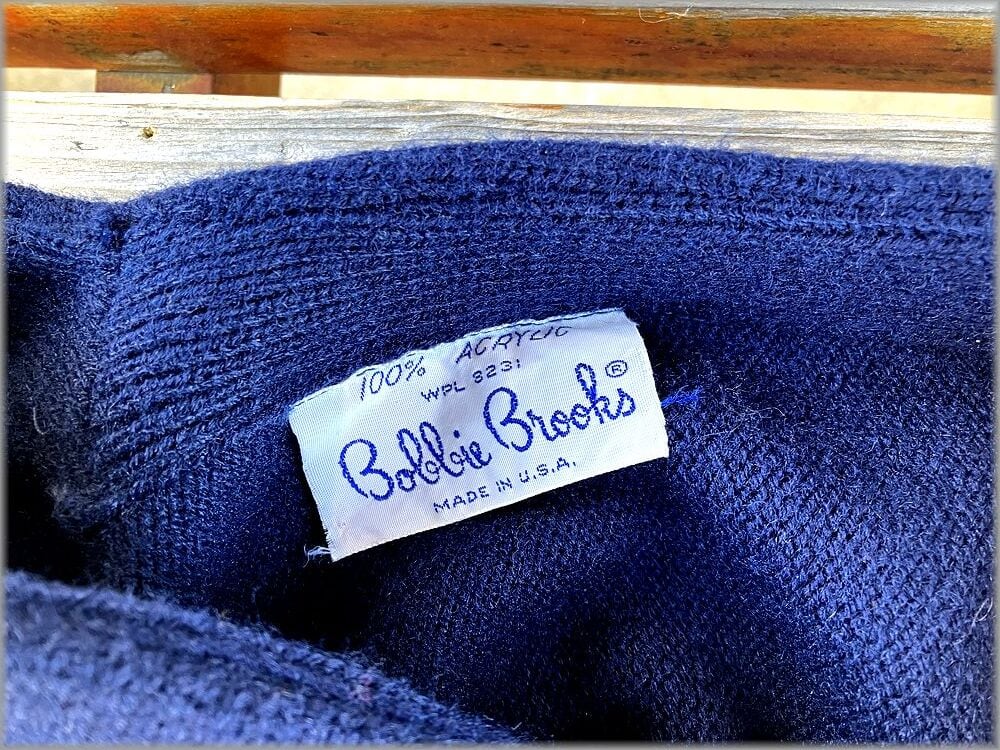 100% ACRYLIC
WPL 8231
Bobbie Brooks®
MADE IN U.S.A.